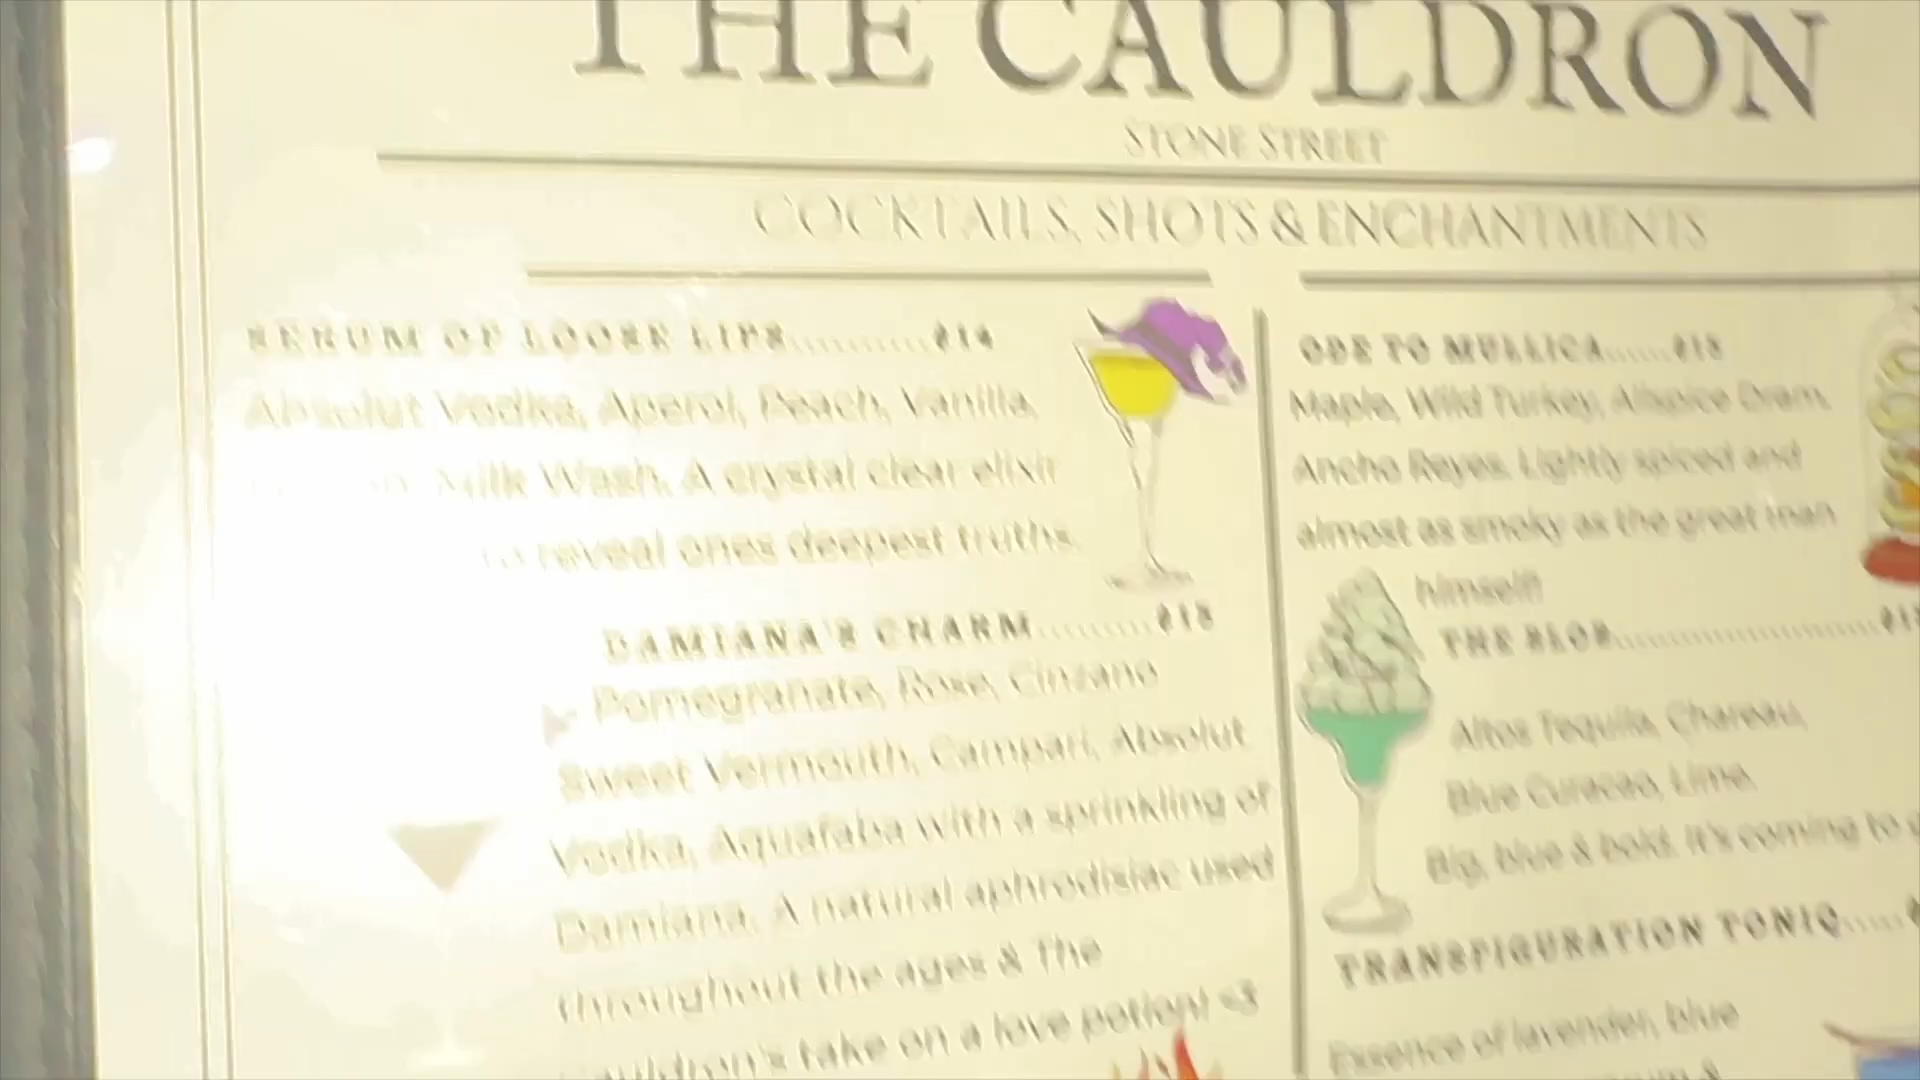 THE CAULDRON
STONE STREET
COCKTAILS, SHOTS & ENCHANTMENTS
SERUM OF LOOSE LIPS...........$14
Absolut Vodka, Aperol, Peach, Vanilla,
Milk Wash. A crystal clear elixir
to reveal ones deepest truths.
DAMIANA'S CHARM.........$15
Pomegranate, Rose, Cinzano
Sweet Vermouth, Campari, Absolut
Vodka, Aquafaba with a sprinkling of
Damiana. A natural aphrodisiac used
throughout the ages & The
Cauldron's take on a love potion! <3
ODE TO MULLICA......$15
Maple, Wild Turkey, Allspice Dram,
Ancho Reyes. Lightly spiced and
almost as smoky as the great man
himself!
THE BLOB
Altos Tequila, Chareau,
Blue Curacao, Lime.
Big, blue & bold. It's coming to
TRANSFIGURATION TONIQ
Essence of lavender, blue
&